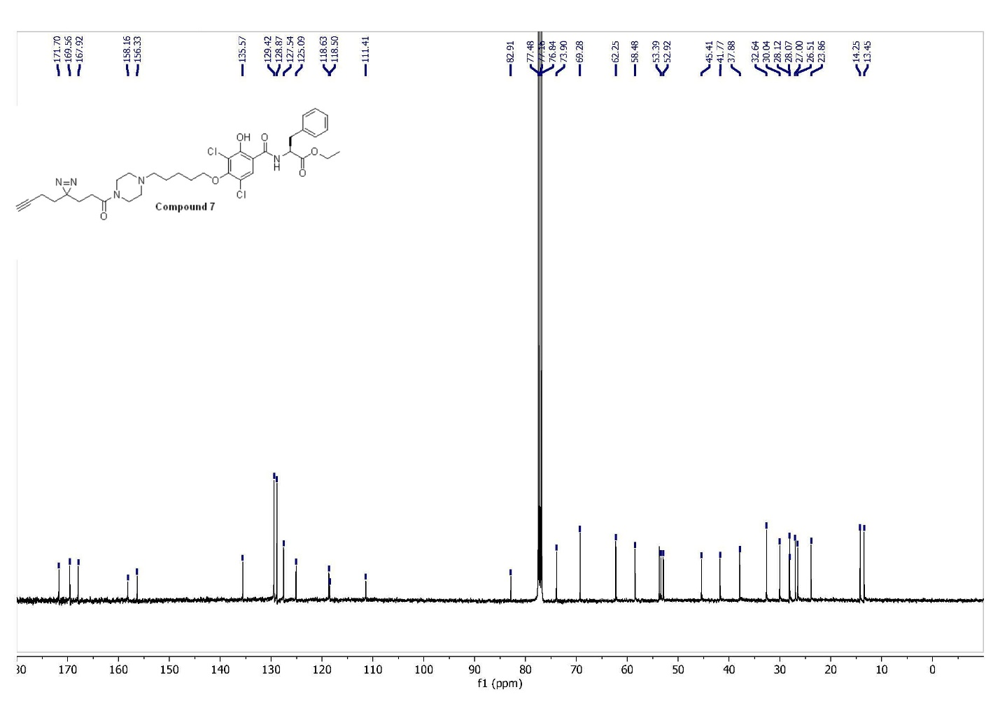 171.70
169.56
167.92
158.16
156.33
135.57
129.42
128.87
127.54
125.09
118.63
118.50
111.41
82.91
77.48
77.16
76.84
73.90
69.28
62.25
58.48
53.39
52.92
45.41
41.77
37.88
32.64
30.04
28.12
28.07
27.00
26.51
23.86
14.25
13.45
OH
O
Cl
N
H
O
O
O
Cl
N
N
N=N
O
Compound 7
30 170 160 150 140 130 120 110 100 90 80 70 60 50 40 30 20 10 0
f1 (ppm)